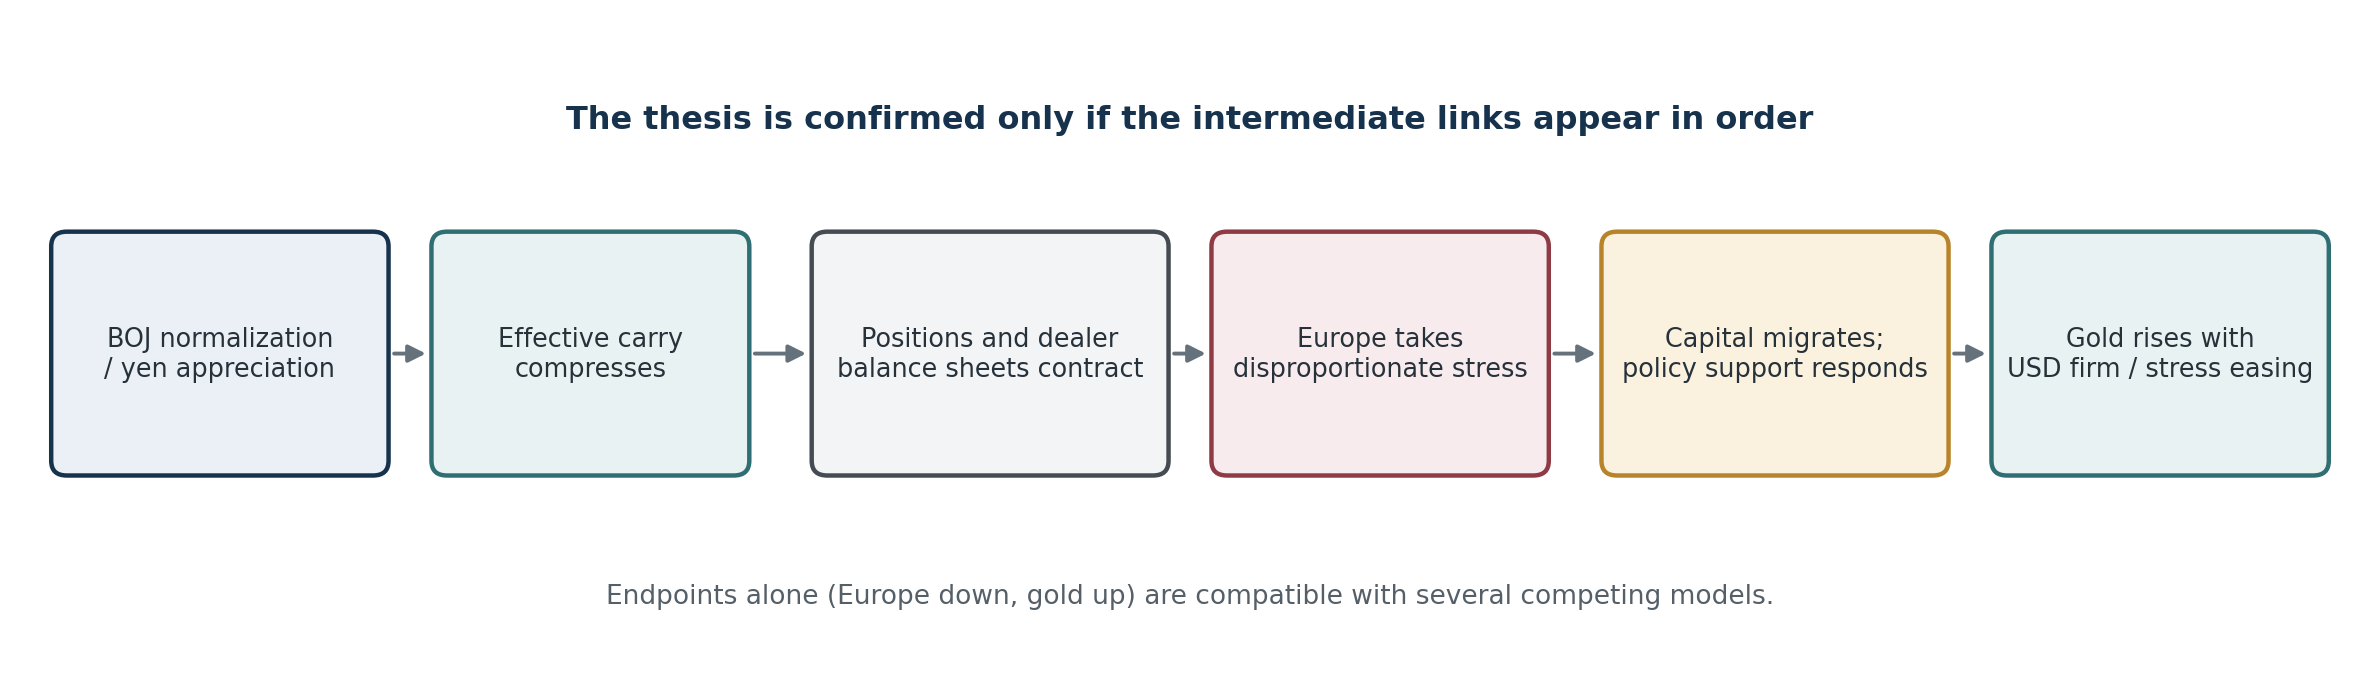 The thesis is confirmed only if the intermediate links appear in order
BOJ normalization
/ yen appreciation
Effective carry
compresses
Positions and dealer
balance sheets contract
Europe takes
disproportionate stress
Capital migrates;
policy support responds
Gold rises with
USD firm / stress easing
Endpoints alone (Europe down, gold up) are compatible with several competing models.